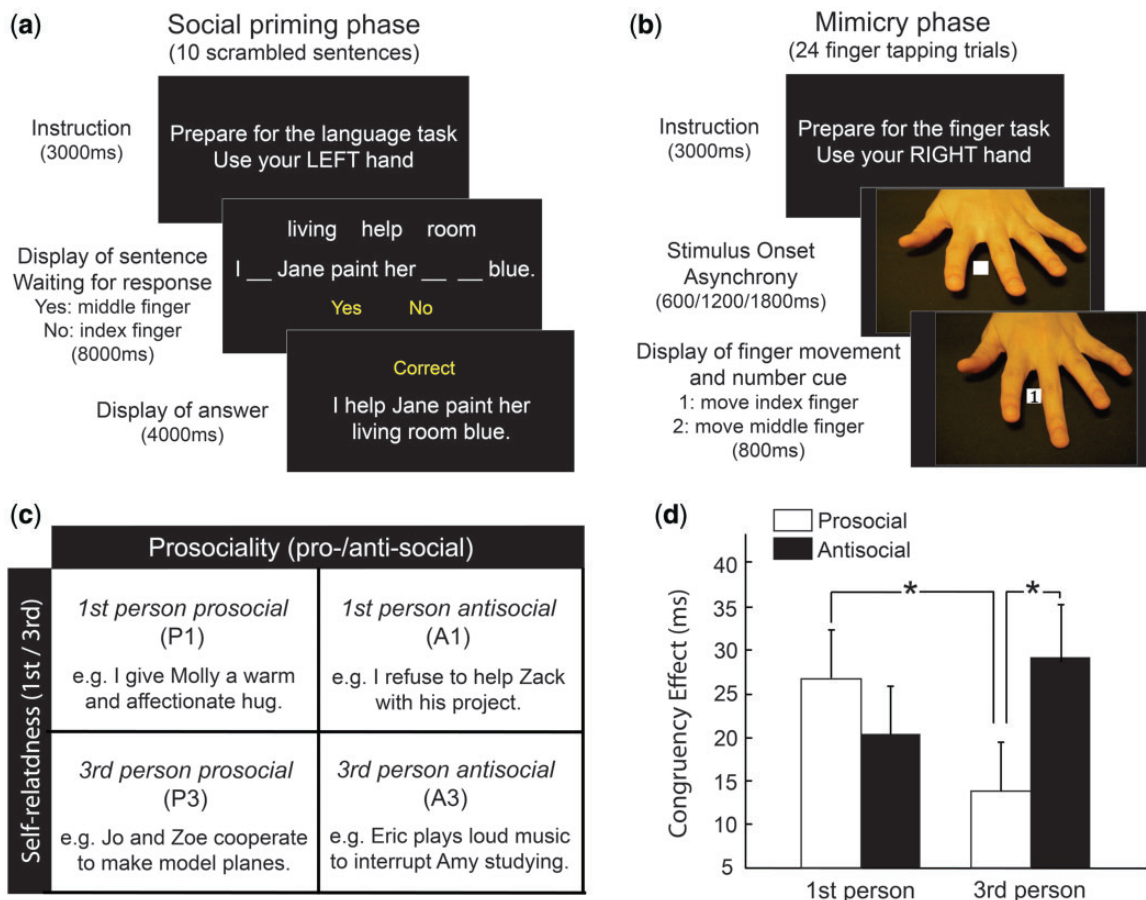 (a)
Social priming phase
(10 scrambled sentences)
Instruction
(3000ms)
Prepare for the language task
Use your LEFT hand
Display of sentence
Waiting for response
Yes: middle finger
No: index finger
(8000ms)
living help room
I __ Jane paint her __ __ blue.
Yes No
Display of answer
(4000ms)
Correct
I help Jane paint her
living room blue.
(b)
Mimicry phase
(24 finger tapping trials)
Instruction
(3000ms)
Prepare for the finger task
Use your RIGHT hand
Stimulus Onset
Asynchrony
(600/1200/1800ms)
Display of finger movement
and number cue
1: move index finger
2: move middle finger
(800ms)
1
(c)
Prosociality (pro-/anti-social)
Self-relatdness (1st / 3rd)
1st person prosocial
(P1)
e.g. I give Molly a warm
and affectionate hug.
1st person antisocial
(A1)
e.g. I refuse to help Zack
with his project.
3rd person prosocial
(P3)
e.g. Jo and Zoe cooperate
to make model planes.
3rd person antisocial
(A3)
e.g. Eric plays loud music
to interrupt Amy studying.
(d)
Prosocial
Antisocial
Congruency Effect (ms)
40
35
30
25
20
15
10
5
*
*
1st person
3rd person